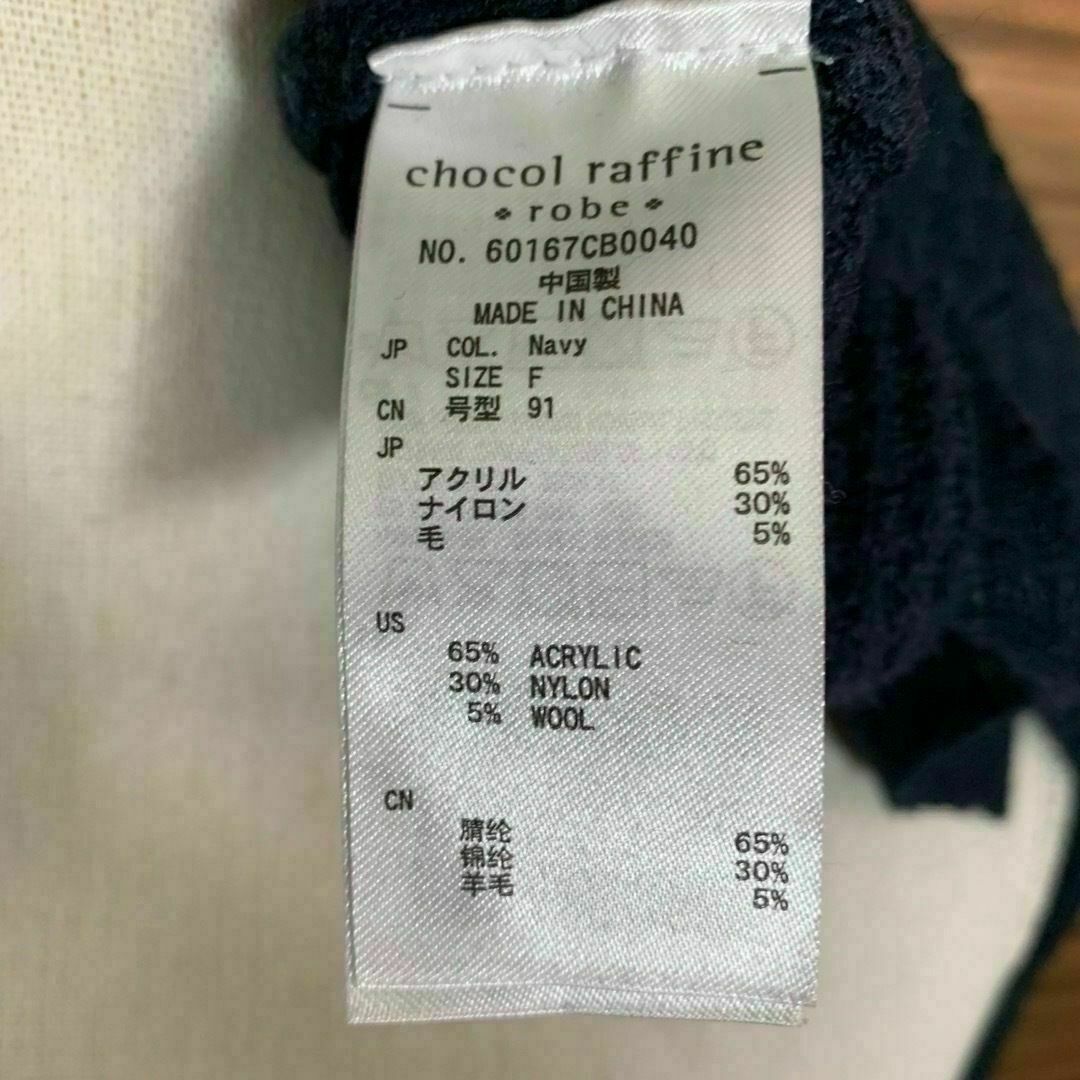 chocol raffine
robe
NO. 60167CB0040
中国製
MADE IN CHINA
JP COL. Navy
SIZE F
CN 号型 91
JP
アクリル 65%
ナイロン 30%
毛 5%
US
65% ACRYLIC
30% NYLON
5% WOOL
CN
腈纶 65%
锦纶 30%
羊毛 5%